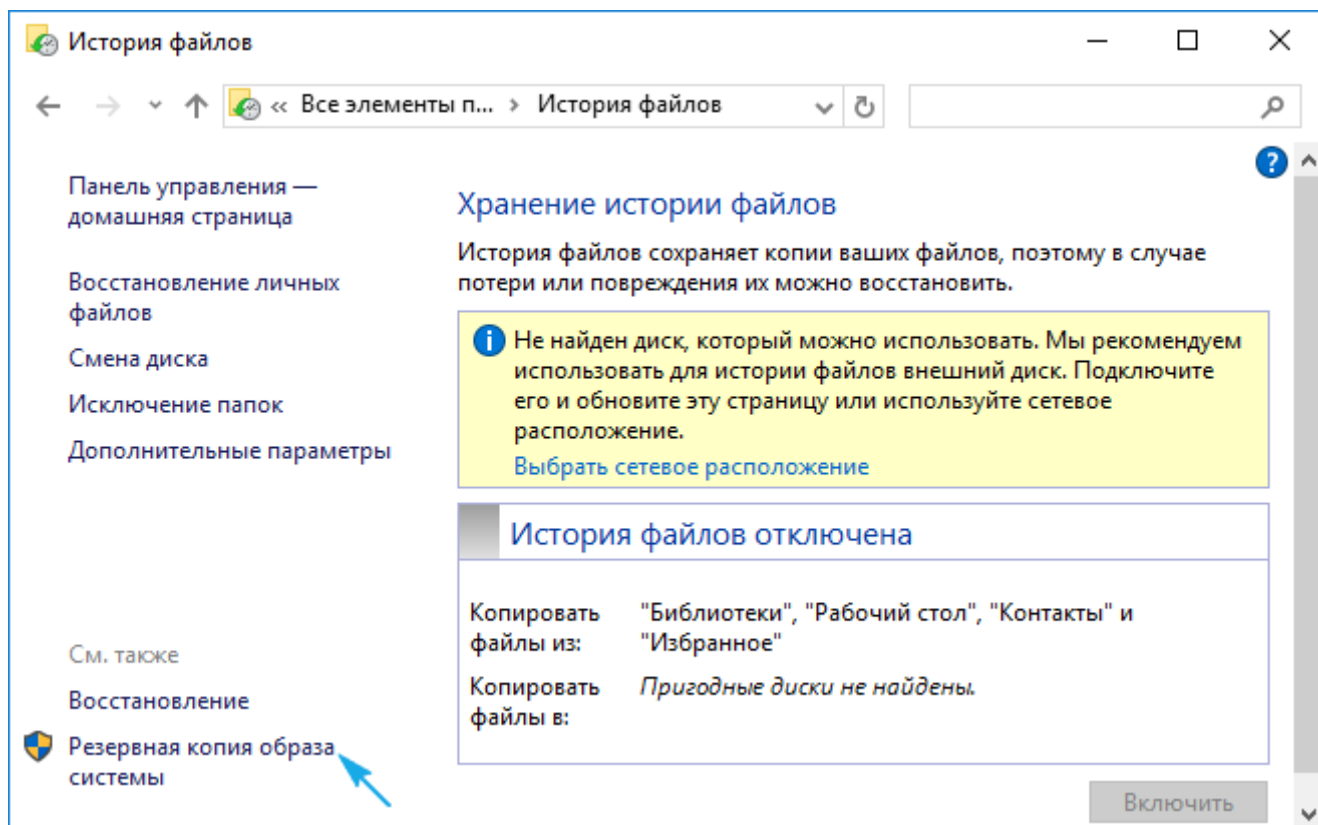 История файлов
« Все элементы п... › История файлов
Панель управления —
домашняя страница
Восстановление личных
файлов
Смена диска
Исключение папок
Дополнительные параметры
См. также
Восстановление
Резервная копия образа
системы
?
Хранение истории файлов
История файлов сохраняет копии ваших файлов, поэтому в случае
потери или повреждения их можно восстановить.
Не найден диск, который можно использовать. Мы рекомендуем
использовать для истории файлов внешний диск. Подключите
его и обновите эту страницу или используйте сетевое
расположение.
Выбрать сетевое расположение
История файлов отключена
Копировать "Библиотеки", "Рабочий стол", "Контакты" и
файлы из: "Избранное"
Копировать Пригодные диски не найдены.
файлы в:
Включить